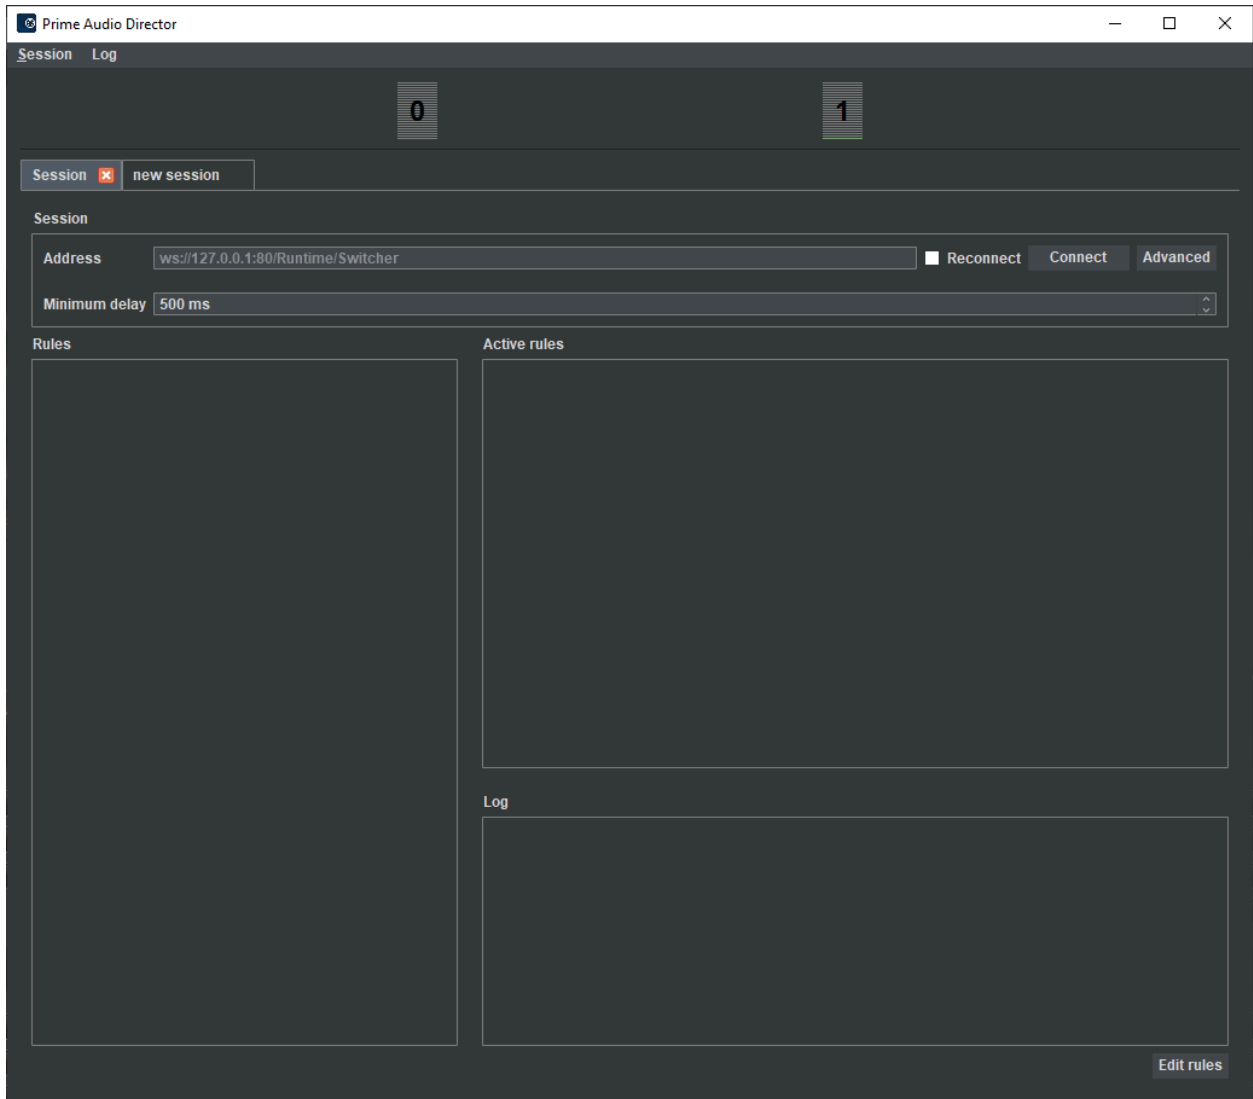 Prime Audio Director
Session Log
0 1
Session new session
Session
Address ws://127.0.0.1:80/Runtime/Switcher Reconnect Connect Advanced
Minimum delay 500 ms
Rules Active rules
Log
Edit rules